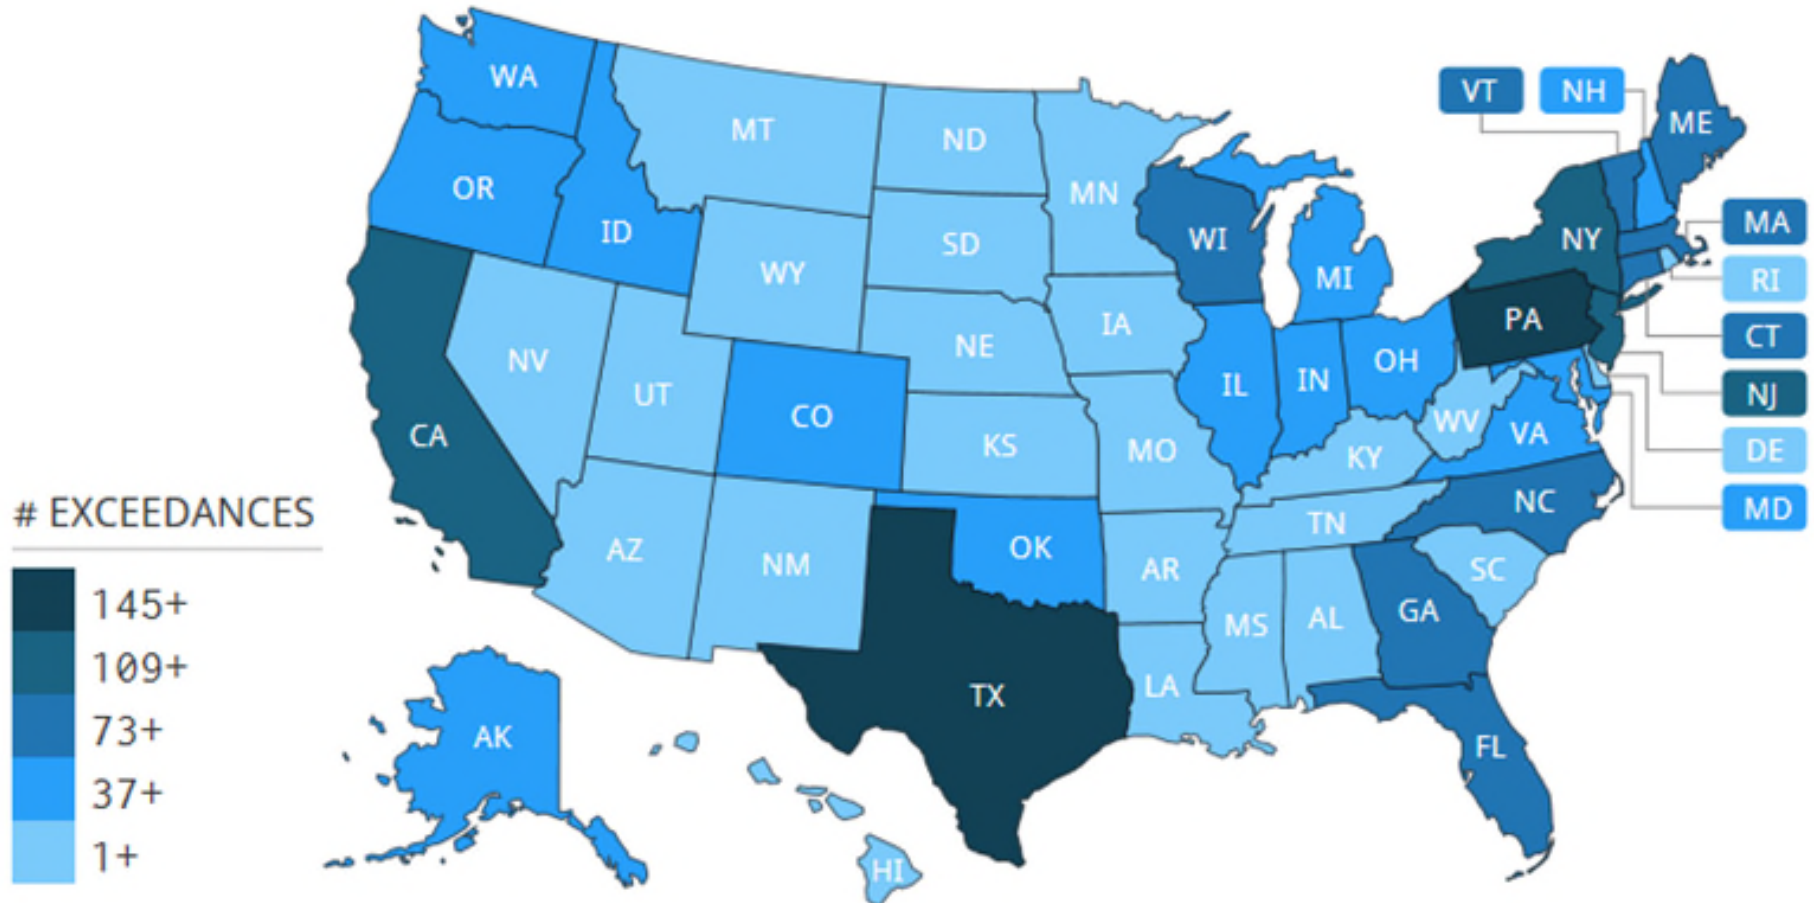 WA
VT
NH
ME
MT
ND
MN
OR
ID
SD
WI
NY
MA
WY
MI
RI
IA
PA
CT
NV
NE
OH
UT
IL
IN
NJ
CO
WV
VA
CA
KS
MO
KY
DE
NC
MD
# EXCEEDANCES
TN
AZ
NM
OK
AR
SC
145+
GA
MS
AL
109+
TX
LA
73+
AK
FL
37+
1+
HI